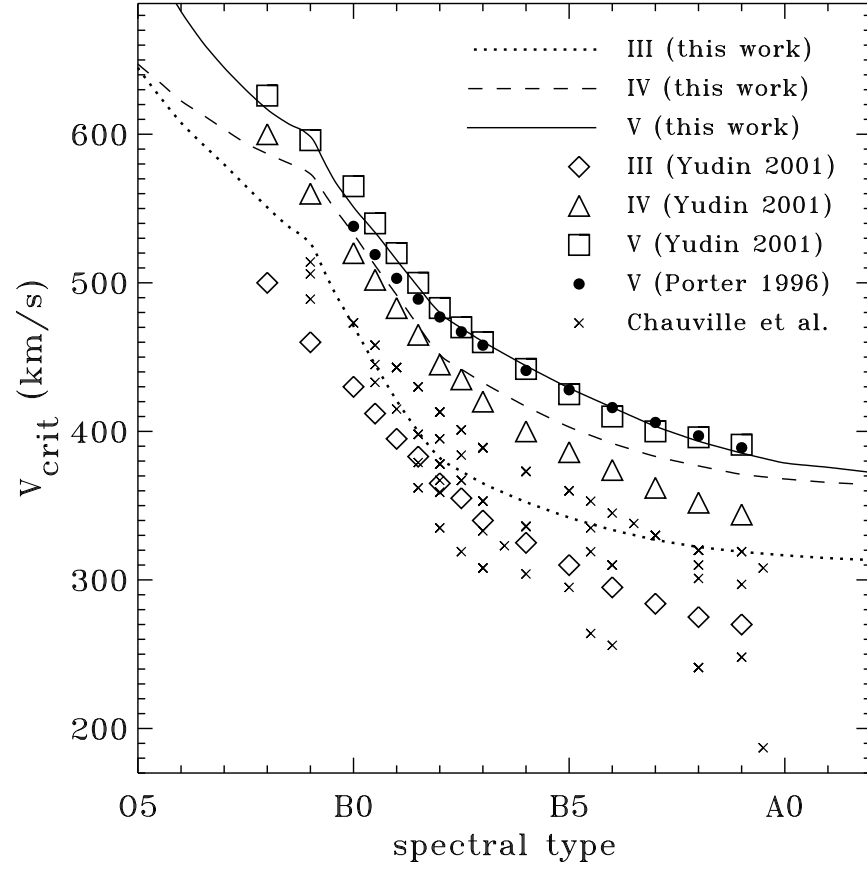 III (this work)
IV (this work)
V (this work)
III (Yudin 2001)
IV (Yudin 2001)
V (Yudin 2001)
V (Porter 1996)
Chauville et al.
600
500
400
300
200
Vcrit (km/s)
O5 B0 B5 A0
spectral type